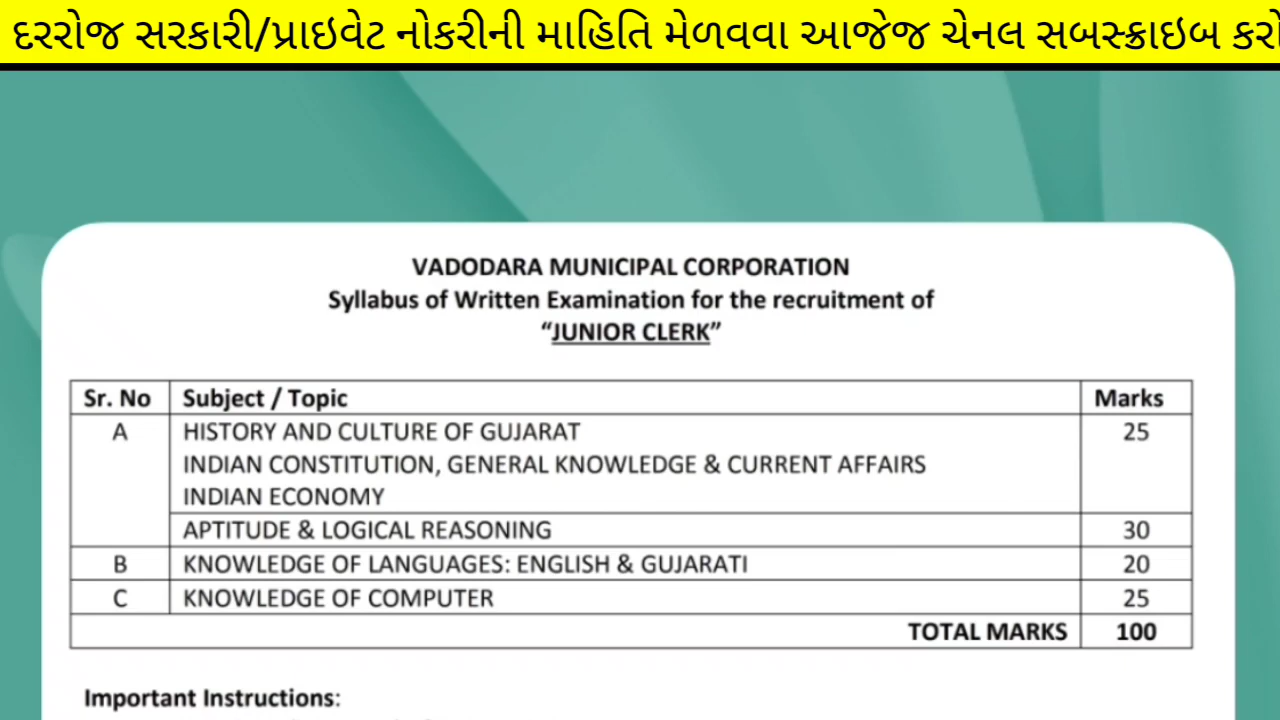 દરરોજ સરકારી/પ્રાઇવેટ નોકરીની માહિતિ મેળવવા આજેજ ચેનલ સબસ્ક્રાઇબ કરો
VADODARA MUNICIPAL CORPORATION
Syllabus of Written Examination for the recruitment of
“JUNIOR CLERK”
Sr. No Subject / Topic Marks
A HISTORY AND CULTURE OF GUJARAT 25
INDIAN CONSTITUTION, GENERAL KNOWLEDGE & CURRENT AFFAIRS
INDIAN ECONOMY
APTITUDE & LOGICAL REASONING 30
B KNOWLEDGE OF LANGUAGES: ENGLISH & GUJARATI 20
C KNOWLEDGE OF COMPUTER 25
TOTAL MARKS 100
Important Instructions: